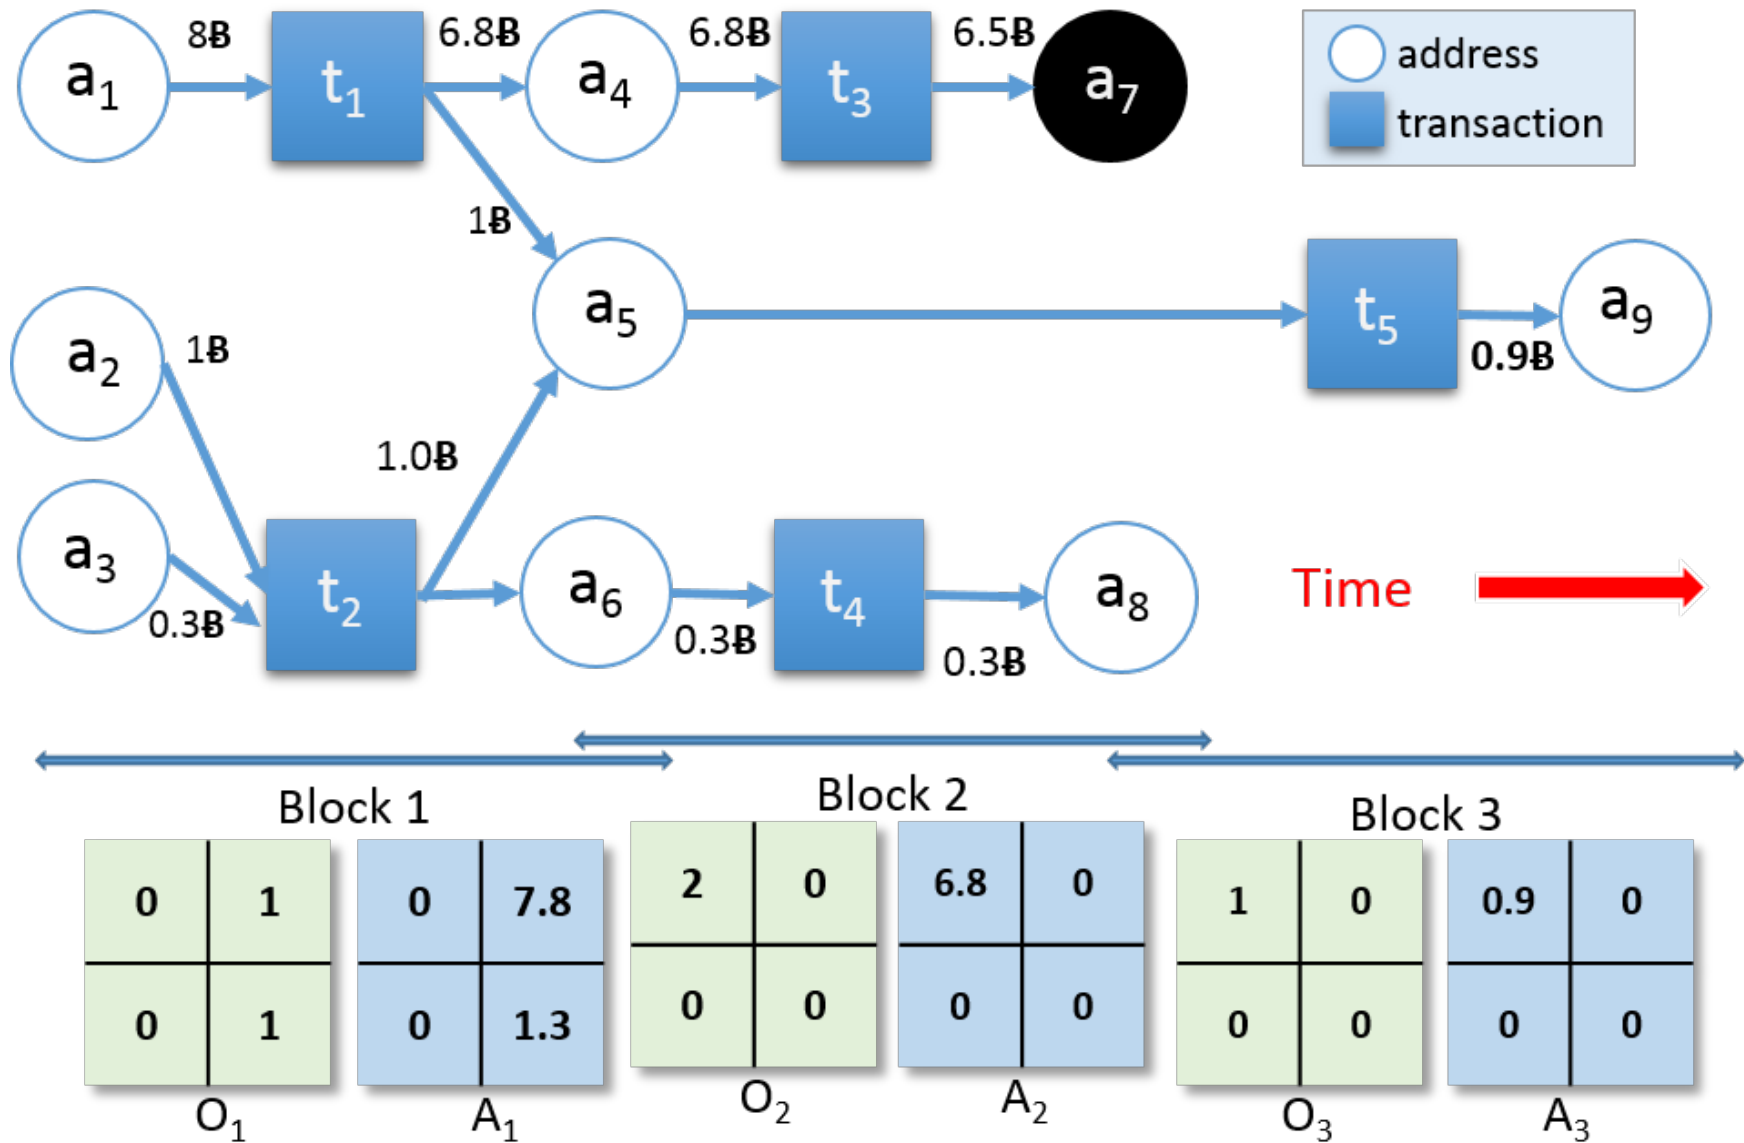 a1 8Ƀ t1 6.8Ƀ a4 6.8Ƀ t3 6.5Ƀ a7
address
transaction
1Ƀ
a5 t5 a9
0.9Ƀ
a2 1Ƀ
1.0Ƀ
a3 0.3Ƀ t2 a6 0.3Ƀ t4 0.3Ƀ a8
Time
Block 1 Block 2 Block 3
0 1 0 7.8 2 0 6.8 0 1 0 0.9 0
0 1 0 1.3 0 0 0 0 0 0 0 0
O1 A1 O2 A2 O3 A3